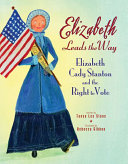 Elizabeth
Leads the Way
Elizabeth
Cady Stanton
and the
Right to Vote
Tanya Lee Stone
Rebecca Gibbon